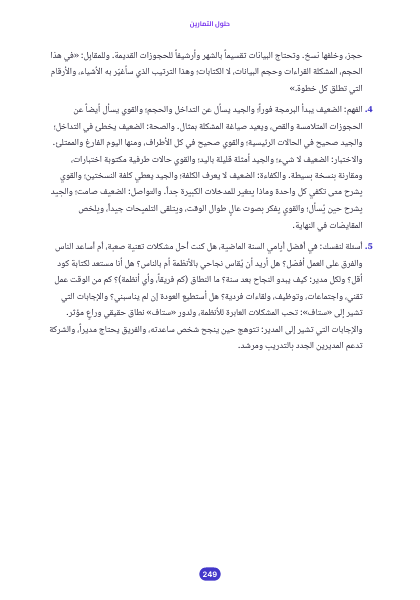 حلول التمارين
حجز، وخلفها نسخ. وتحتاج البيانات تقسيماً بالشهر وأرشيفاً للحجوزات القديمة. وللمقابل: «في هذا
الحجم، المشكلة القراءات وحجم البيانات، لا الكتابات؛ وهذا الترتيب الذي سأغيّر به الأشياء، والأرقام
التي تطلق كل خطوة.»
4. الفهم: الضعيف يبدأ البرمجة فوراً؛ والجيد يسأل عن التداخل والحجم؛ والقوي يسأل أيضاً عن
الحجوزات المتلامسة والقص، ويعيد صياغة المشكلة بمثال. والصحة: الضعيف يخطئ في التداخل؛
والجيد صحيح في الحالات الرئيسية؛ والقوي صحيح في كل الأطراف، ومنها اليوم الفارغ والممتلئ.
والاختبار: الضعيف لا شيء؛ والجيد أمثلة قليلة باليد؛ والقوي حالات طرفية مكتوبة كاختبارات،
ومقارنة بنسخة بسيطة. والكفاءة: الضعيف لا يعرف الكلفة؛ والجيد يعطي كلفة النسختين؛ والقوي
يشرح متى تكفي كل واحدة وماذا يتغير للمدخلات الكبيرة جداً. والتواصل: الضعيف صامت؛ والجيد
يشرح حين يُسأل؛ والقوي يفكر بصوت عالٍ طوال الوقت، ويتلقى التلميحات جيداً، ويلخص
المقايضات في النهاية.
5. أسئلة لنفسك: في أفضل أيامي السنة الماضية، هل كنت أحل مشكلات تقنية صعبة، أم أساعد الناس
والفرق على العمل أفضل؟ هل أريد أن يُقاس نجاحي بالأنظمة أم بالناس؟ هل أنا مستعد لكتابة كود
أقل؟ ولكل مدير: كيف يبدو النجاح بعد سنة؟ ما النطاق (كم فريقاً، وأي أنظمة)؟ كم من الوقت عمل
تقني، واجتماعات، وتوظيف، ولقاءات فردية؟ هل أستطيع العودة إن لم يناسبني؟ والإجابات التي
تشير إلى «ستاف»: تحب المشكلات العابرة للأنظمة، ولدور «ستاف» نطاق حقيقي وراعٍ مؤثر.
والإجابات التي تشير إلى المدير: تتوهج حين ينجح شخص ساعدته، والفريق يحتاج مديراً، والشركة
تدعم المديرين الجدد بالتدريب ومرشد.
249